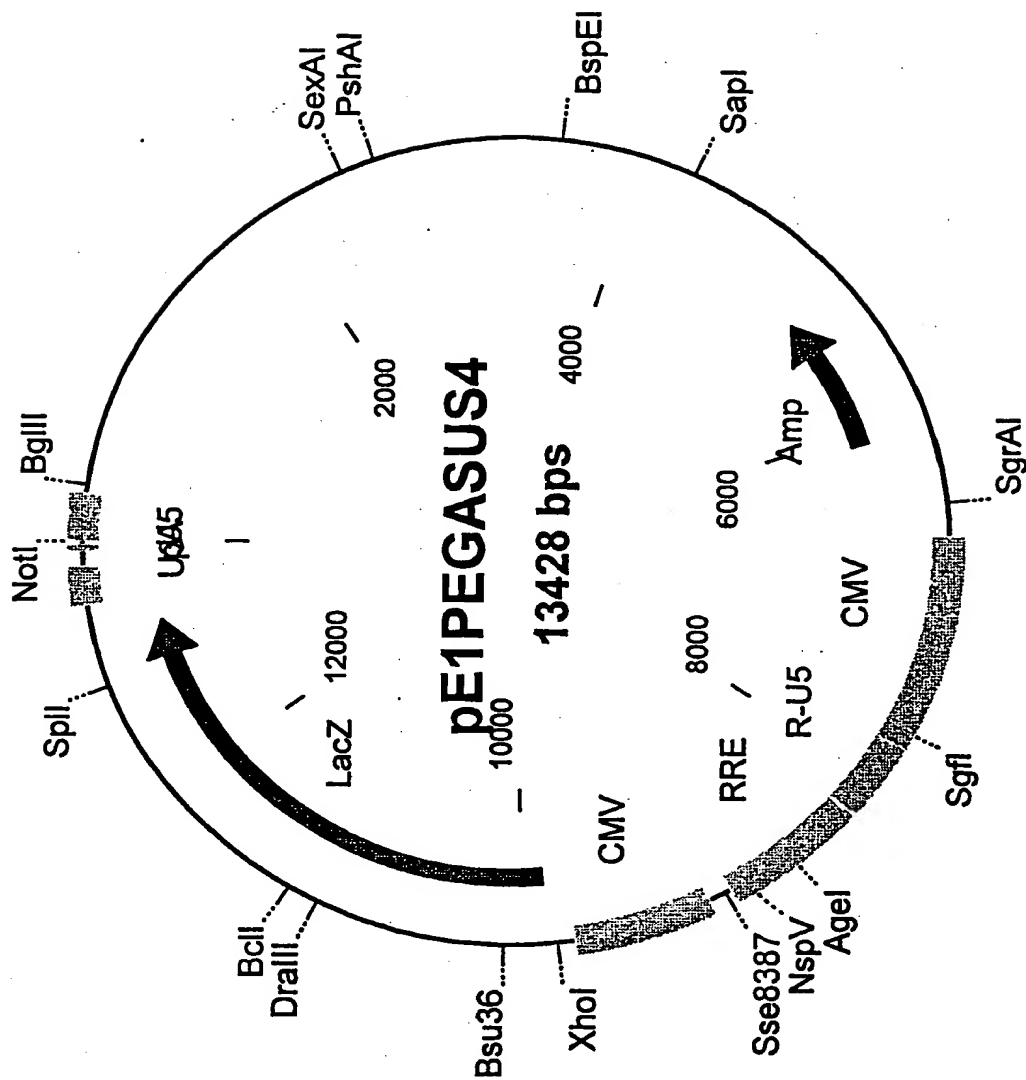 pE1PEGASUS4
13428 bps
NotI
BglII
SexAI
PshAI
BspEI
SapI
SgrAI
SgfI
AgeI
NspV
Sse8387
XhoI
Bsu36
DraIII
BclI
SplI
2000
4000
6000
8000
10000
12000
Amp
CMV
R-U5
RRE
CMV
LacZ